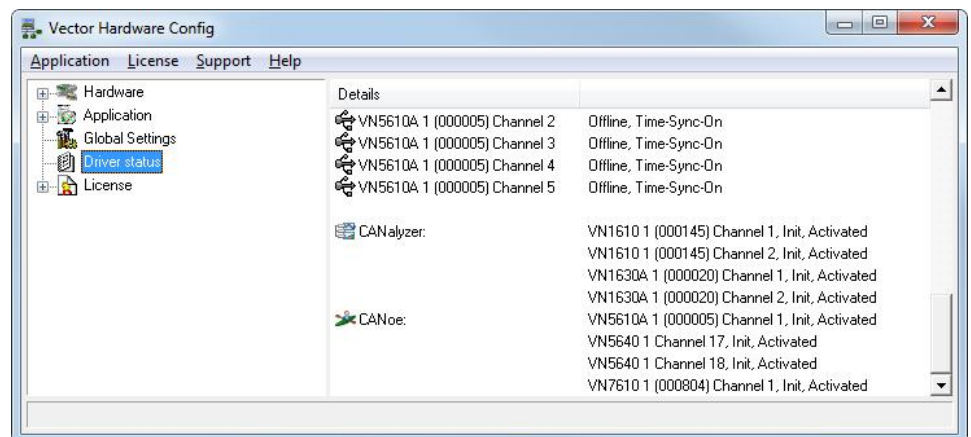 Vector Hardware Config
Application License Support Help
Hardware
Application
Global Settings
Driver status
License
Details
VN5610A 1 (000005) Channel 2 Offline, Time-Sync-On
VN5610A 1 (000005) Channel 3 Offline, Time-Sync-On
VN5610A 1 (000005) Channel 4 Offline, Time-Sync-On
VN5610A 1 (000005) Channel 5 Offline, Time-Sync-On
CANalyzer: VN1610 1 (000145) Channel 1, Init, Activated
VN1610 1 (000145) Channel 2, Init, Activated
VN1630A 1 (000020) Channel 1, Init, Activated
VN1630A 1 (000020) Channel 2, Init, Activated
CANoe: VN5610A 1 (000005) Channel 1, Init, Activated
VN5640 1 Channel 17, Init, Activated
VN5640 1 Channel 18, Init, Activated
VN7610 1 (000804) Channel 1, Init, Activated